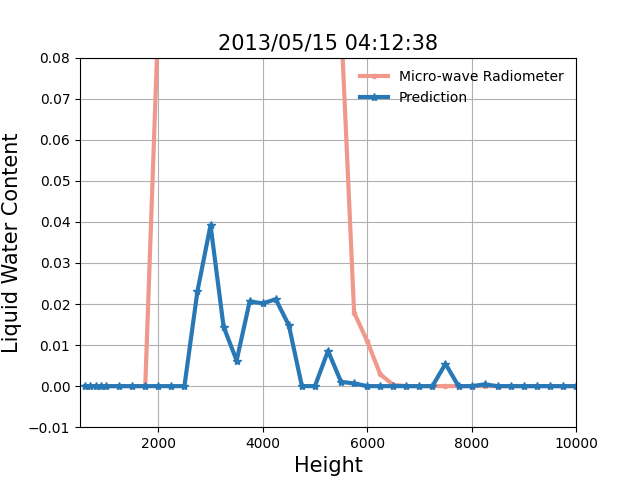 2013/05/15 04:12:38
Micro-wave Radiometer
Prediction
Liquid Water Content
0.08
0.07
0.06
0.05
0.04
0.03
0.02
0.01
0.00
−0.01
2000 4000 6000 8000 10000
Height